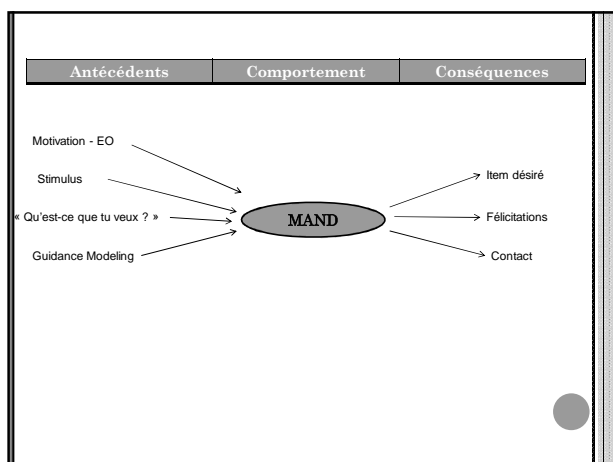 Antécédents Comportement Conséquences
Motivation - EO
Stimulus
« Qu'est-ce que tu veux ? »
Guidance Modeling
MAND
Item désiré
Félicitations
Contact